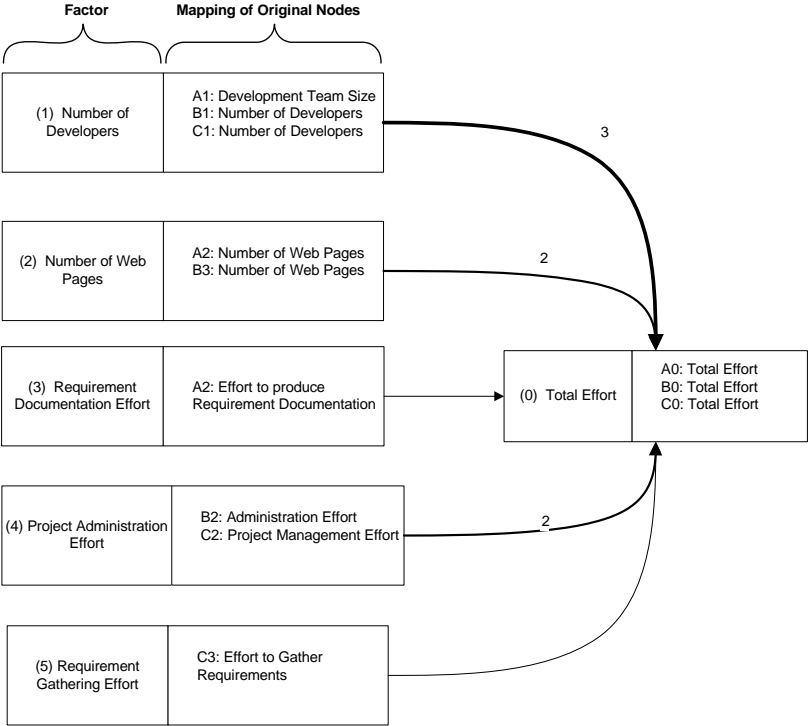 Factor
Mapping of Original Nodes
(1) Number of
Developers
A1: Development Team Size
B1: Number of Developers
C1: Number of Developers
3
(2) Number of Web
Pages
A2: Number of Web Pages
B3: Number of Web Pages
2
(3) Requirement
Documentation Effort
A2: Effort to produce
Requirement Documentation
(0) Total Effort
A0: Total Effort
B0: Total Effort
C0: Total Effort
(4) Project Administration
Effort
B2: Administration Effort
C2: Project Management Effort
2
(5) Requirement
Gathering Effort
C3: Effort to Gather
Requirements